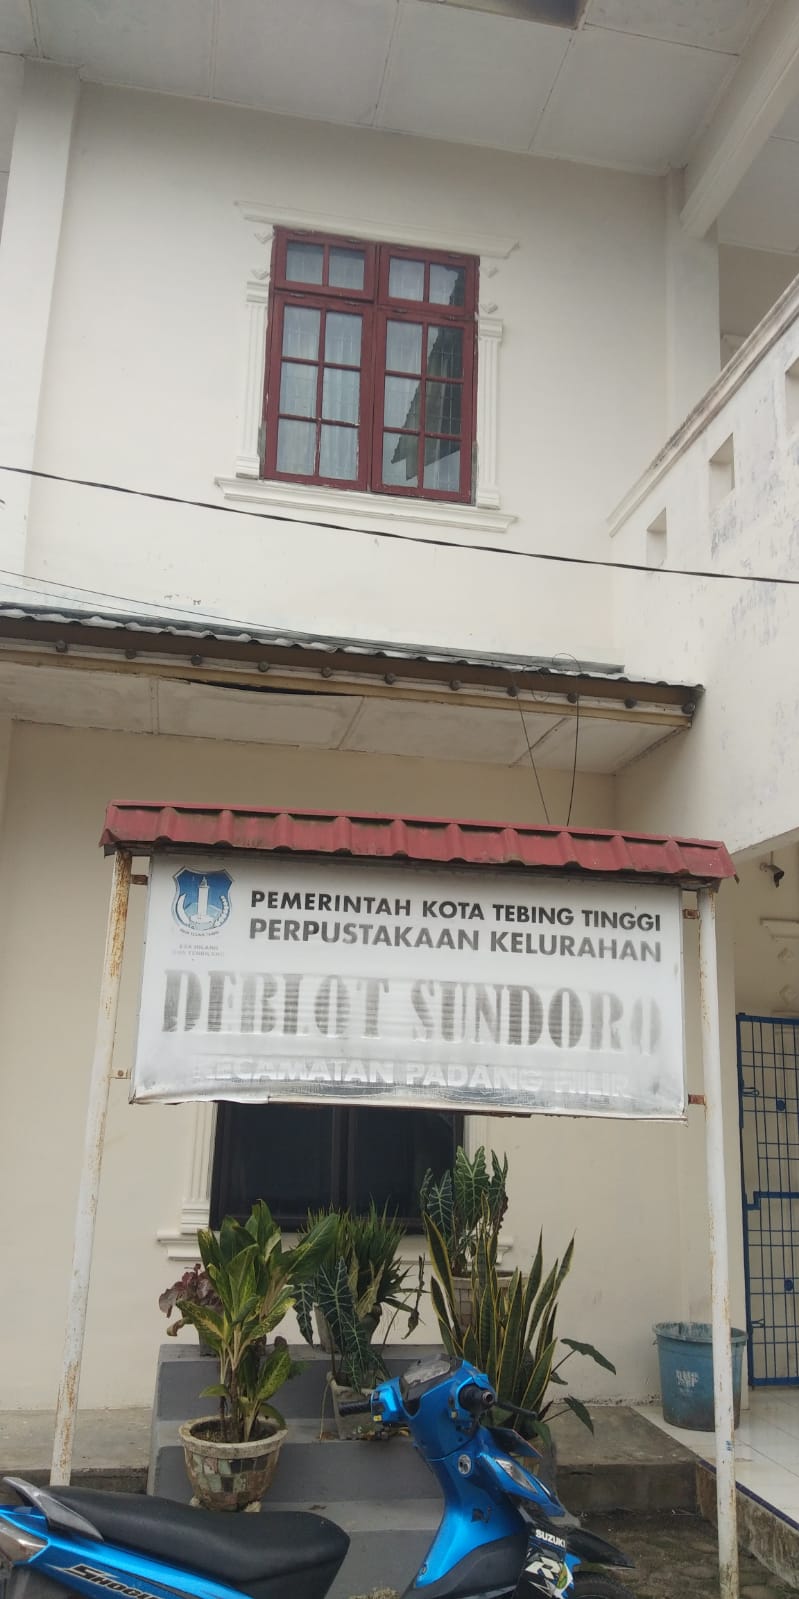 PEMERINTAH KOTA TEBING TINGGI
PERPUSTAKAAN KELURAHAN
DEBLOT SUNDORO
KECAMATAN PADANG HILIR
SUZUKI
R